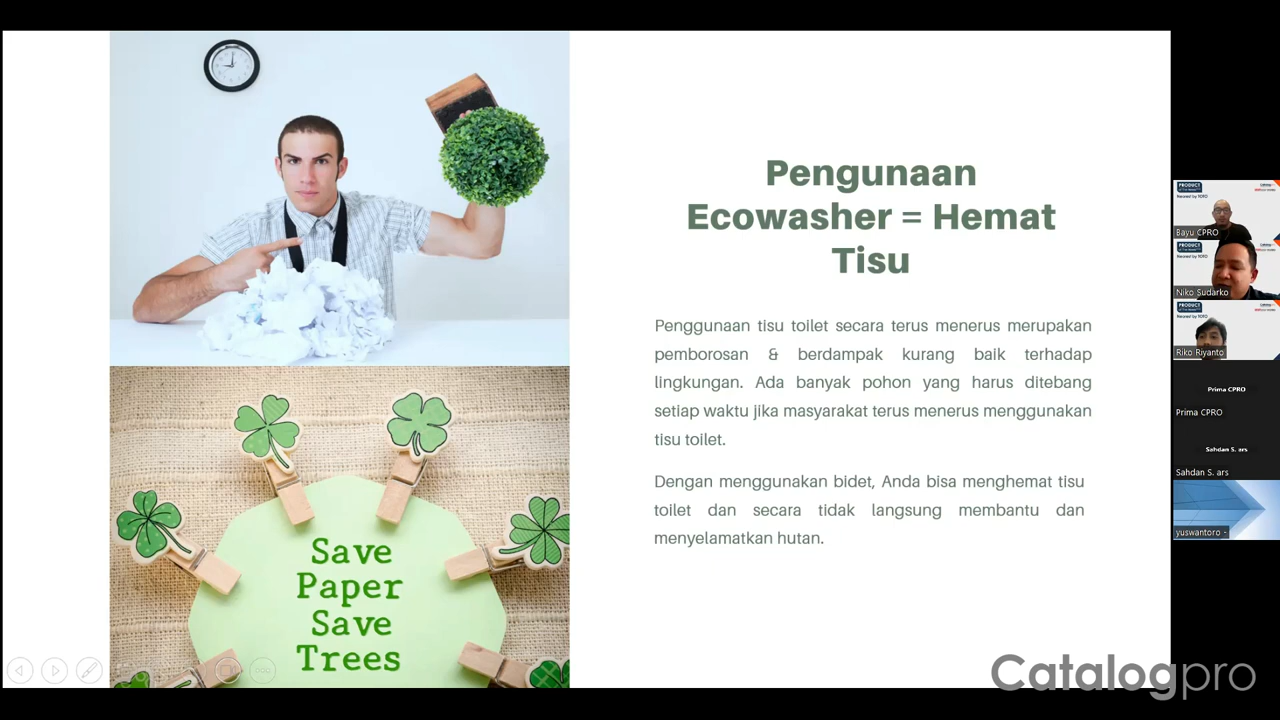 Pengunaan
Ecowasher = Hemat
Tisu
Penggunaan tisu toilet secara terus menerus merupakan
pemborosan & berdampak kurang baik terhadap
lingkungan. Ada banyak pohon yang harus ditebang
setiap waktu jika masyarakat terus menerus menggunakan
tisu toilet.
Dengan menggunakan bidet, Anda bisa menghemat tisu
toilet dan secara tidak langsung membantu dan
menyelamatkan hutan.
Save
Paper
Save
Trees
PRODUCT
Bayu CPRO
PRODUCT
Niko Sudarko
PRODUCT
Riko Riyanto
Prima CPRO
Prima CPRO
Sahdan S. ars
Sahdan S. ars
yuswantoro -
Catalogpro